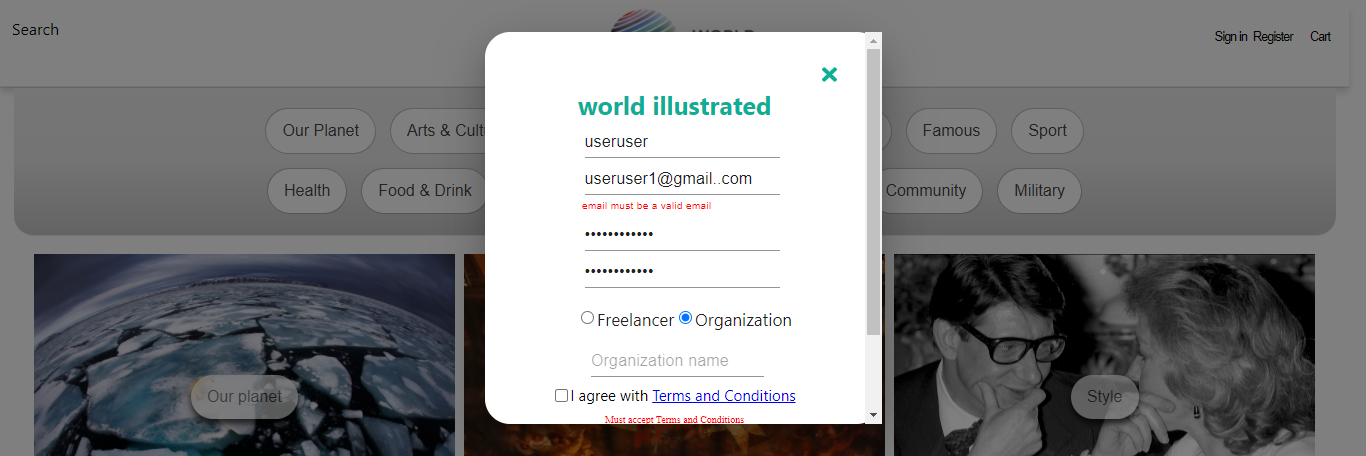 Search
WORLD
Sign in Register Cart
world illustrated
Our Planet Arts & Cult Famous Sport
useruser
useruser1@gmail..com
Health Food & Drink Community Military
email must be a valid email
••••••••••••
••••••••••••
Freelancer Organization
Organization name
I agree with Terms and Conditions
Our planet Style
Must accept Terms and Conditions